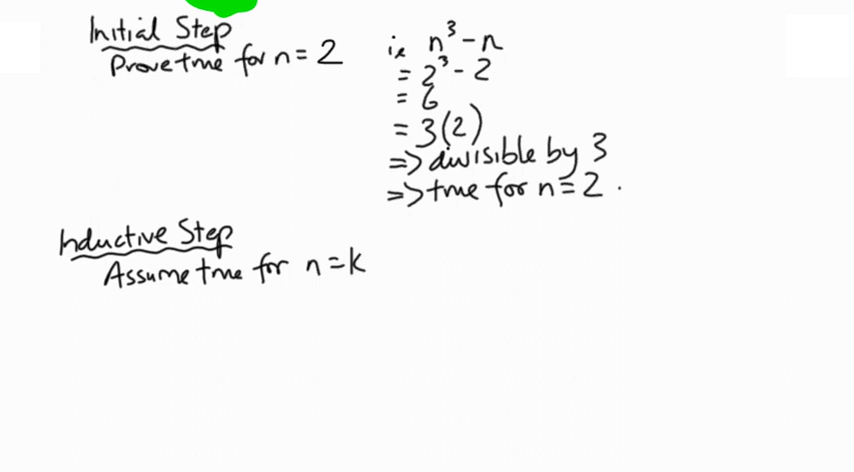 Initial Step
Prove true for n = 2
ie n³ - n
= 2³ - 2
= 6
= 3(2)
=> divisible by 3
=> true for n = 2.
Inductive Step
Assume true for n = k